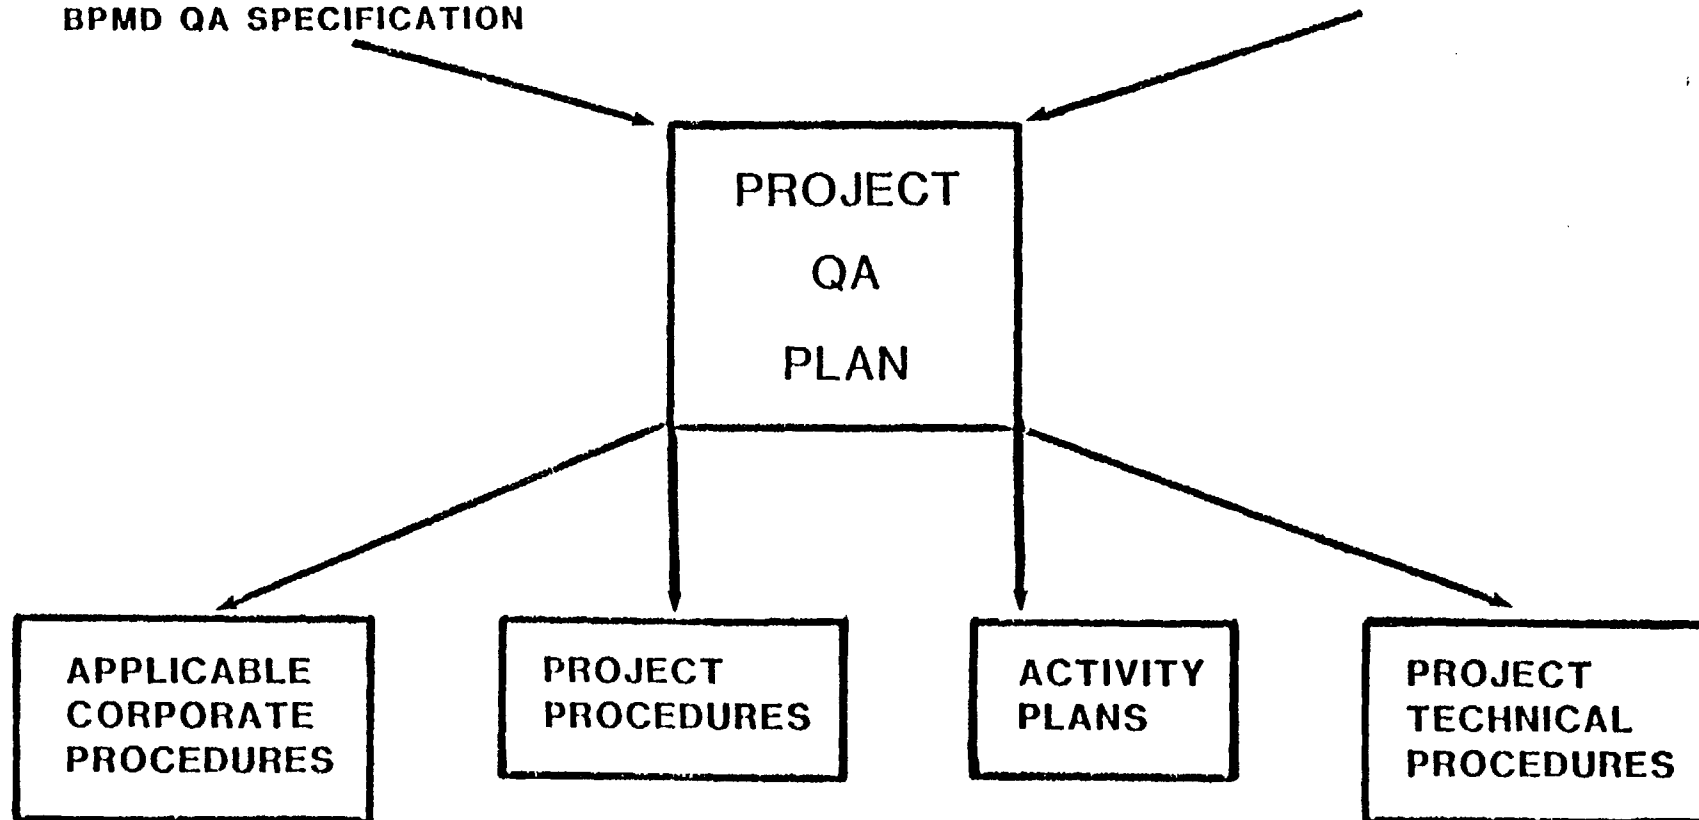 BPMD QA SPECIFICATION
PROJECT
QA
PLAN
APPLICABLE
CORPORATE
PROCEDURES
PROJECT
PROCEDURES
ACTIVITY
PLANS
PROJECT
TECHNICAL
PROCEDURES